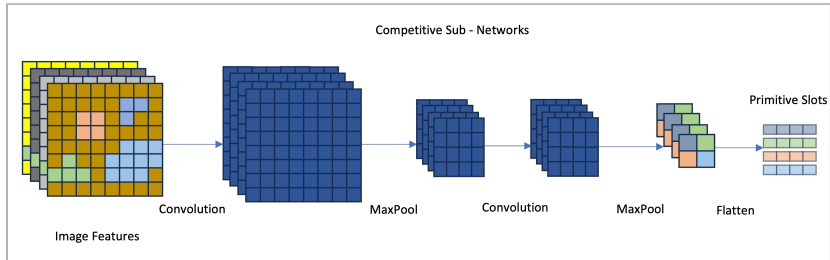 Competitive Sub - Networks
Primitive Slots
Convolution
MaxPool
Convolution
MaxPool
Flatten
Image Features